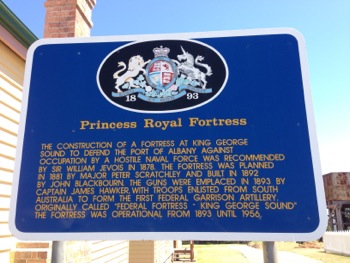 18 93
Princess Royal Fortress
THE CONSTRUCTION OF A FORTRESS AT KING GEORGE
SOUND TO DEFEND THE PORT OF ALBANY AGAINST
OCCUPATION BY A HOSTILE NAVAL FORCE WAS RECOMMENDED
BY SIR WILLIAM JEVOIS IN 1878. THE FORTRESS WAS PLANNED
IN 1881 BY MAJOR PETER SCRATCHLEY AND BUILT IN 1892
BY JOHN BLACKBOURN. THE GUNS WERE EMPLACED IN 1893 BY
CAPTAIN JAMES HAWKER, WITH TROOPS ENLISTED FROM SOUTH
AUSTRALIA TO FORM THE FIRST FEDERAL GARRISON ARTILLERY.
ORIGINALLY CALLED "FEDERAL FORTRESS - KING GEORGE SOUND"
THE FORTRESS WAS OPERATIONAL FROM 1893 UNTIL 1956.